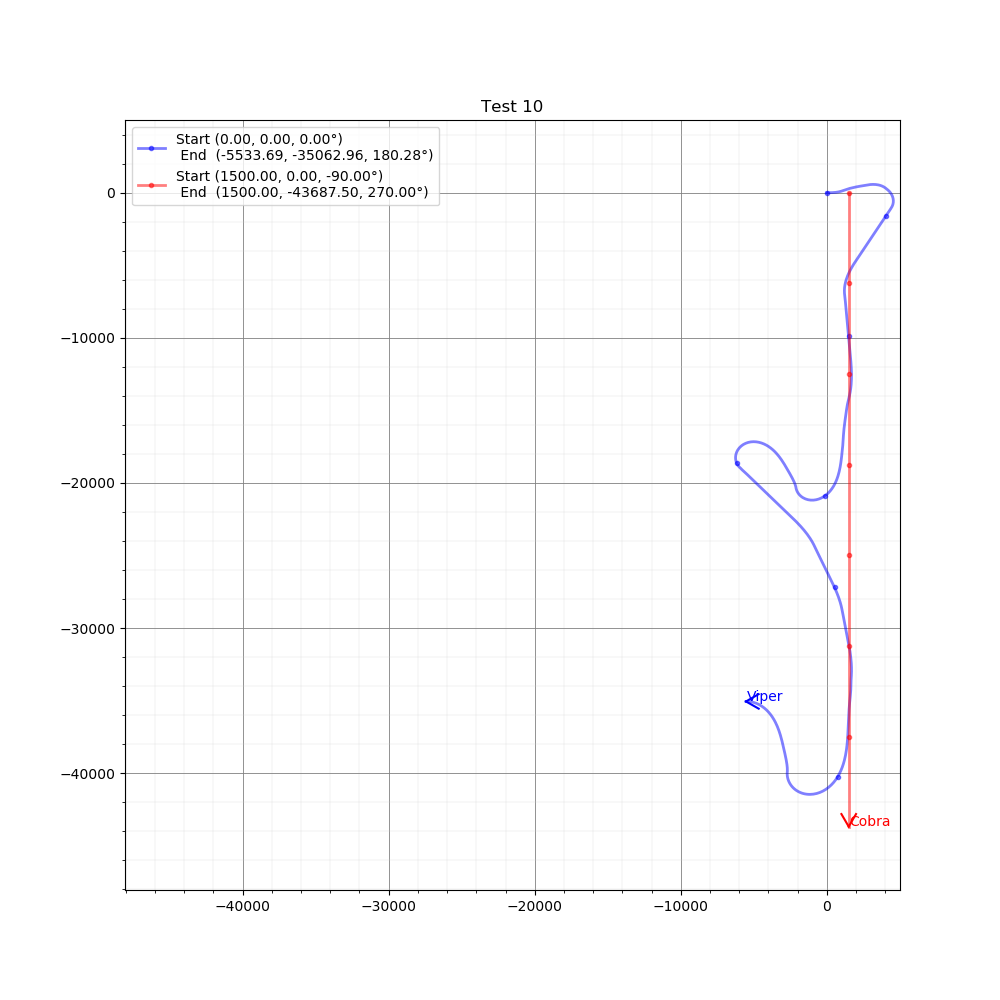 Test 10
Start (0.00, 0.00, 0.00°)
End (-5533.69, -35062.96, 180.28°)
Start (1500.00, 0.00, -90.00°)
End (1500.00, -43687.50, 270.00°)
0
−10000
−20000
−30000
−40000
Viper
Cobra
−40000
−30000
−20000
−10000
0